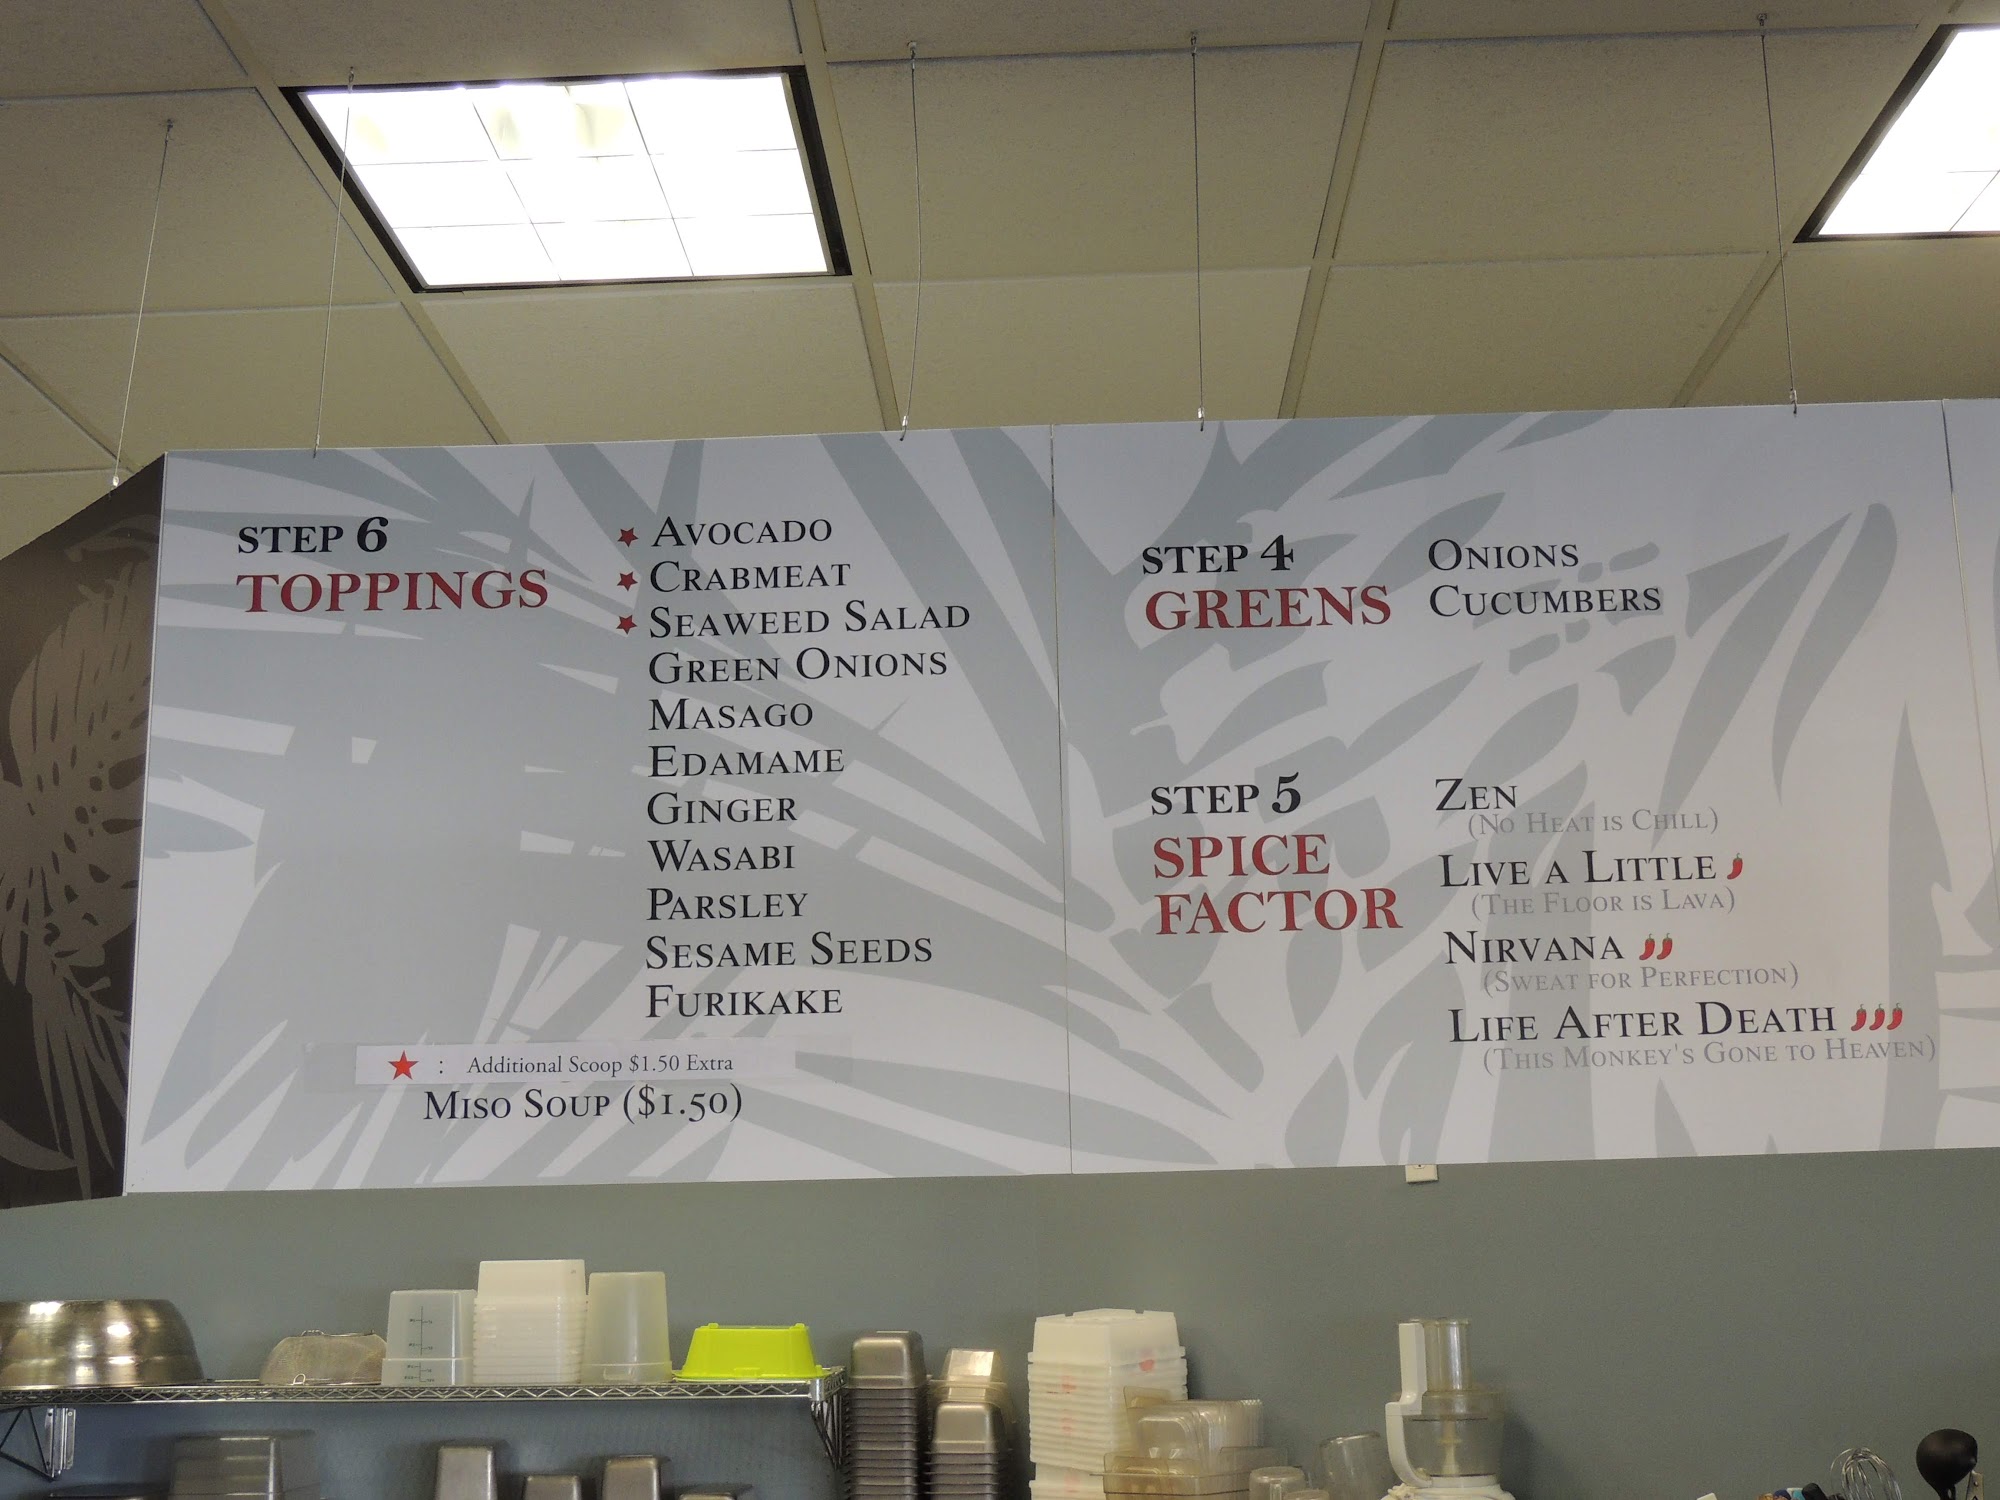 STEP 6
TOPPINGS
AVOCADO
CRABMEAT
SEAWEED SALAD
GREEN ONIONS
MASAGO
EDAMAME
GINGER
WASABI
PARSLEY
SESAME SEEDS
FURIKAKE
: Additional Scoop $1.50 Extra
MISO SOUP ($1.50)
STEP 4
GREENS
ONIONS
CUCUMBERS
STEP 5
SPICE
FACTOR
ZEN
(NO HEAT IS CHILL)
LIVE A LITTLE
(THE FLOOR IS LAVA)
NIRVANA
(SWEAT FOR PERFECTION)
LIFE AFTER DEATH
(THIS MONKEY'S GONE TO HEAVEN)